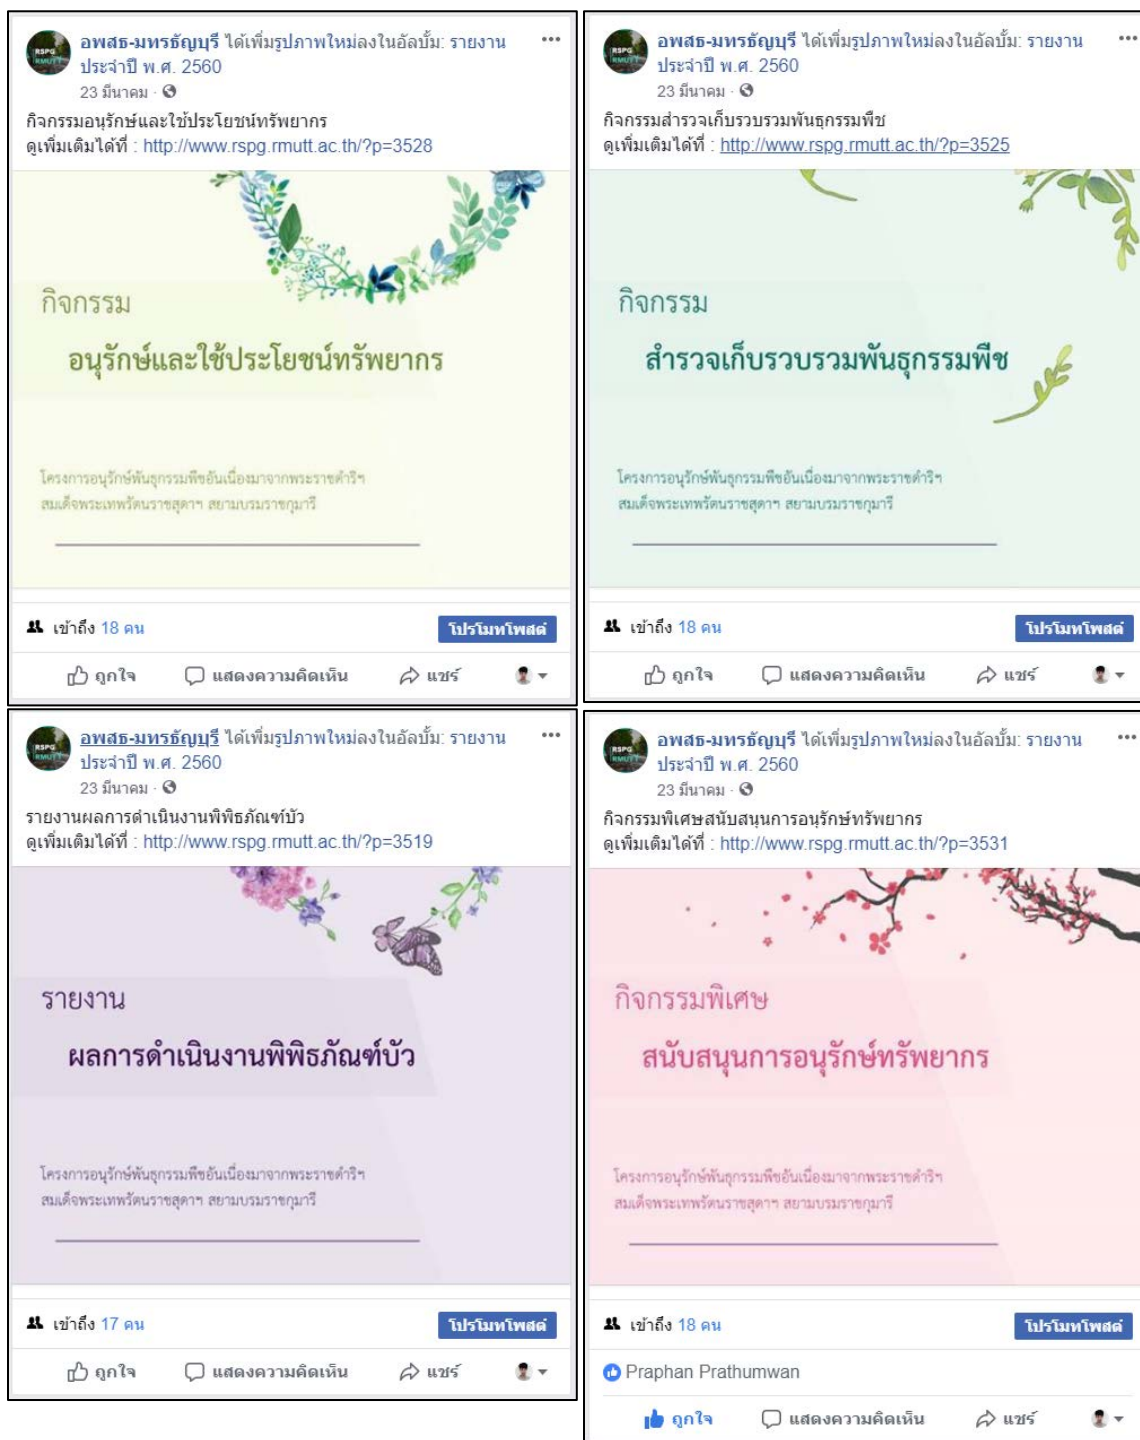 อพสธ-มทรธัญบุรี ได้เพิ่มรูปภาพใหม่ลงในอัลบั้ม: รายงาน
ประจำปี พ.ศ. 2560
23 มีนาคม ·
กิจกรรมอนุรักษ์และใช้ประโยชน์ทรัพยากร
ดูเพิ่มเติมได้ที่ : http://www.rspg.rmutt.ac.th/?p=3528
RSPG
RMUTT
กิจกรรม
อนุรักษ์และใช้ประโยชน์ทรัพยากร
โครงการอนุรักษ์พันธุกรรมพืชอันเนื่องมาจากพระราชดำริฯ
สมเด็จพระเทพรัตนราชสุดาฯ สยามบรมราชกุมารี
เข้าถึง 18 คน
โปรโมทโพสต์
ถูกใจ แสดงความคิดเห็น แชร์
อพสธ-มทรธัญบุรี ได้เพิ่มรูปภาพใหม่ลงในอัลบั้ม: รายงาน
ประจำปี พ.ศ. 2560
23 มีนาคม ·
กิจกรรมสำรวจเก็บรวบรวมพันธุกรรมพืช
ดูเพิ่มเติมได้ที่ : http://www.rspg.rmutt.ac.th/?p=3525
RSPG
RMUTT
กิจกรรม
สำรวจเก็บรวบรวมพันธุกรรมพืช
โครงการอนุรักษ์พันธุกรรมพืชอันเนื่องมาจากพระราชดำริฯ
สมเด็จพระเทพรัตนราชสุดาฯ สยามบรมราชกุมารี
เข้าถึง 18 คน
โปรโมทโพสต์
ถูกใจ แสดงความคิดเห็น แชร์
อพสธ-มทรธัญบุรี ได้เพิ่มรูปภาพใหม่ลงในอัลบั้ม: รายงาน
ประจำปี พ.ศ. 2560
23 มีนาคม ·
รายงานผลการดำเนินงานพิพิธภัณฑ์บัว
ดูเพิ่มเติมได้ที่ : http://www.rspg.rmutt.ac.th/?p=3519
RSPG
RMUTT
รายงาน
ผลการดำเนินงานพิพิธภัณฑ์บัว
โครงการอนุรักษ์พันธุกรรมพืชอันเนื่องมาจากพระราชดำริฯ
สมเด็จพระเทพรัตนราชสุดาฯ สยามบรมราชกุมารี
เข้าถึง 17 คน
โปรโมทโพสต์
ถูกใจ แสดงความคิดเห็น แชร์
อพสธ-มทรธัญบุรี ได้เพิ่มรูปภาพใหม่ลงในอัลบั้ม: รายงาน
ประจำปี พ.ศ. 2560
23 มีนาคม ·
กิจกรรมพิเศษสนับสนุนการอนุรักษ์ทรัพยากร
ดูเพิ่มเติมได้ที่ : http://www.rspg.rmutt.ac.th/?p=3531
RSPG
RMUTT
กิจกรรมพิเศษ
สนับสนุนการอนุรักษ์ทรัพยากร
โครงการอนุรักษ์พันธุกรรมพืชอันเนื่องมาจากพระราชดำริฯ
สมเด็จพระเทพรัตนราชสุดาฯ สยามบรมราชกุมารี
เข้าถึง 18 คน
โปรโมทโพสต์
Praphan Prathumwan
ถูกใจ แสดงความคิดเห็น แชร์